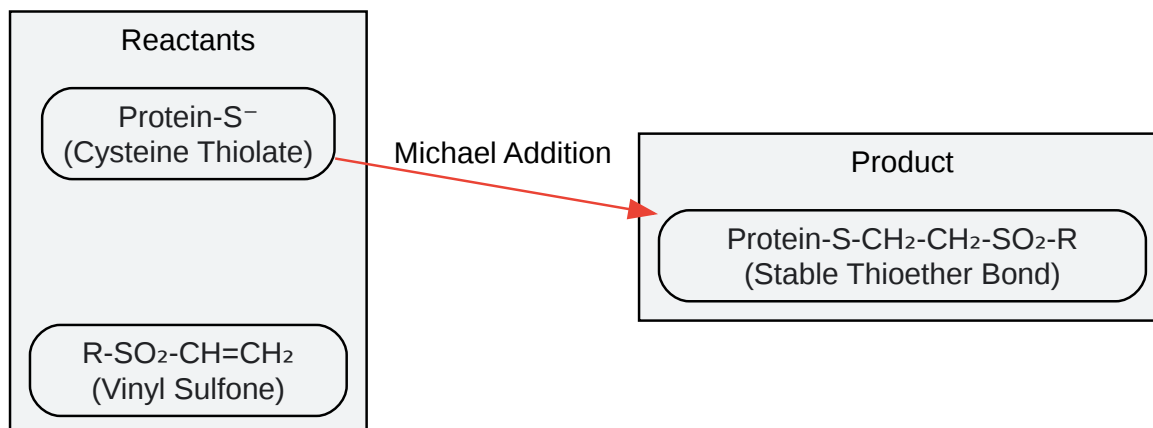 Reactants
Protein-S⁻
(Cysteine Thiolate)
R-SO₂-CH=CH₂
(Vinyl Sulfone)
Michael Addition
Product
Protein-S-CH₂-CH₂-SO₂-R
(Stable Thioether Bond)